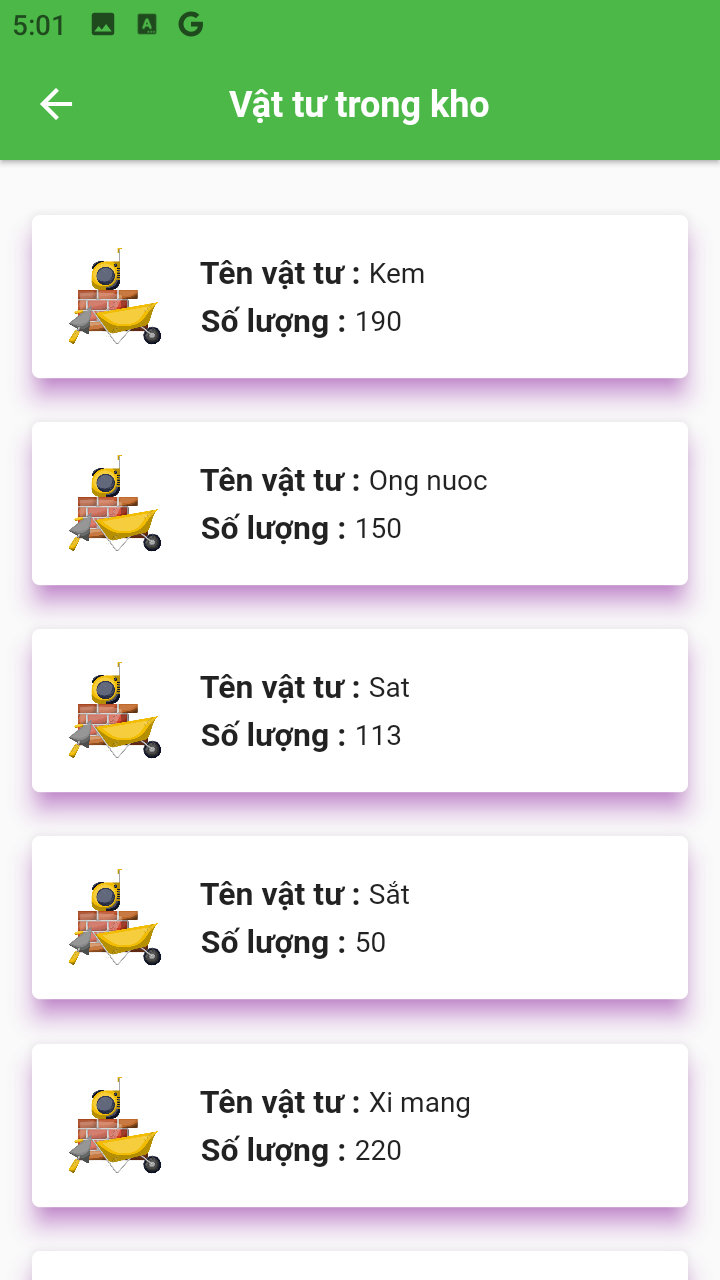 5:01
Vật tư trong kho
Tên vật tư : Kem
Số lượng : 190
Tên vật tư : Ong nuoc
Số lượng : 150
Tên vật tư : Sat
Số lượng : 113
Tên vật tư : Sắt
Số lượng : 50
Tên vật tư : Xi mang
Số lượng : 220